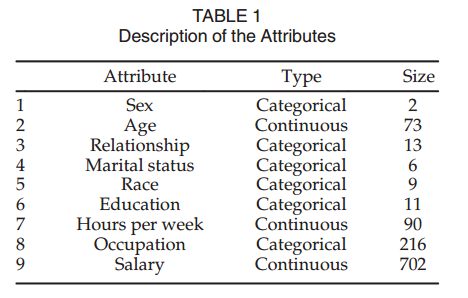 TABLE 1
Description of the Attributes
Attribute Type Size
1 Sex Categorical 2
2 Age Continuous 73
3 Relationship Categorical 13
4 Marital status Categorical 6
5 Race Categorical 9
6 Education Categorical 11
7 Hours per week Continuous 90
8 Occupation Categorical 216
9 Salary Continuous 702